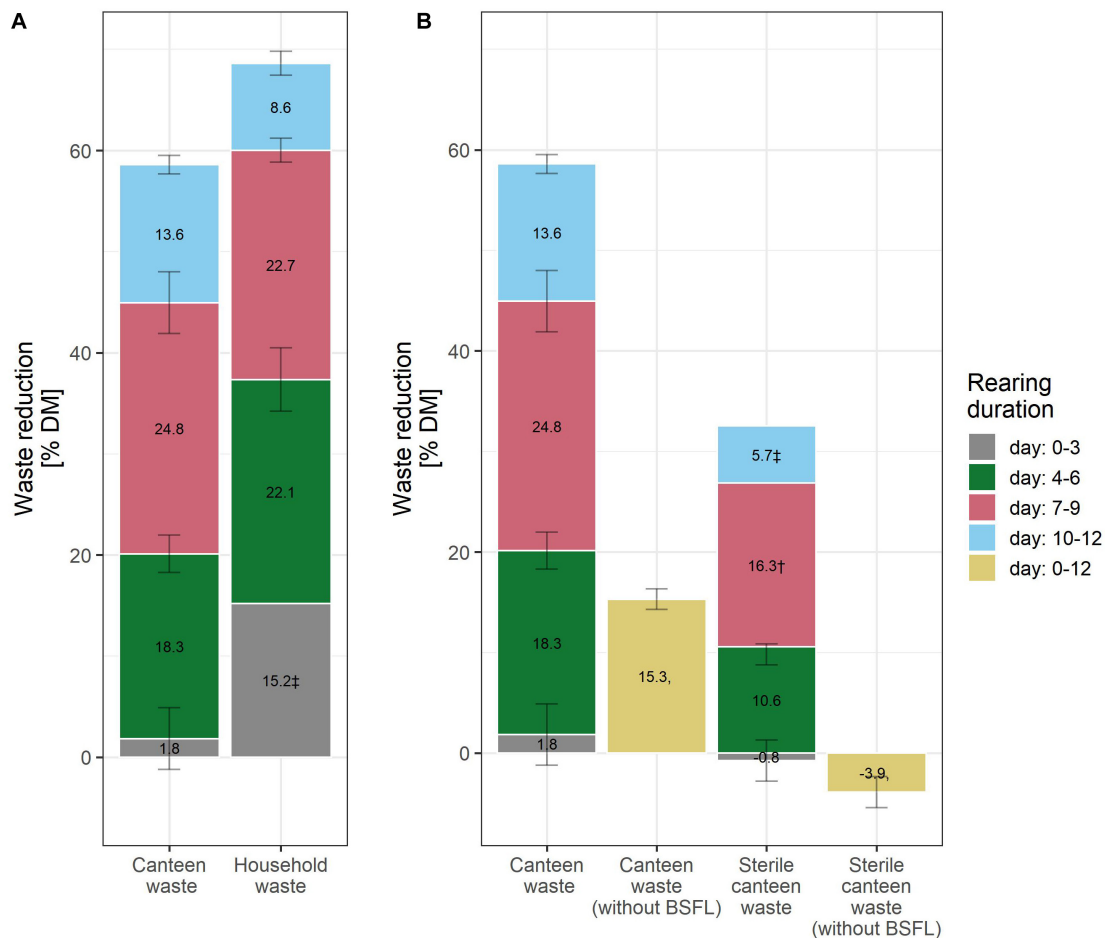 A
Waste reduction
[% DM]
60
40
20
0
8.6
13.6
22.7
24.8
22.1
18.3
15.2‡
1.8
Canteen
waste
Household
waste
B
Waste reduction
[% DM]
60
40
20
0
13.6
24.8
5.7‡
16.3†
18.3
15.3,
10.6
1.8
-0.8
-3.9,
Canteen
waste
Canteen
waste
(without BSFL)
Sterile
canteen
waste
Sterile
canteen
waste
(without BSFL)
Rearing
duration
day: 0-3
day: 4-6
day: 7-9
day: 10-12
day: 0-12